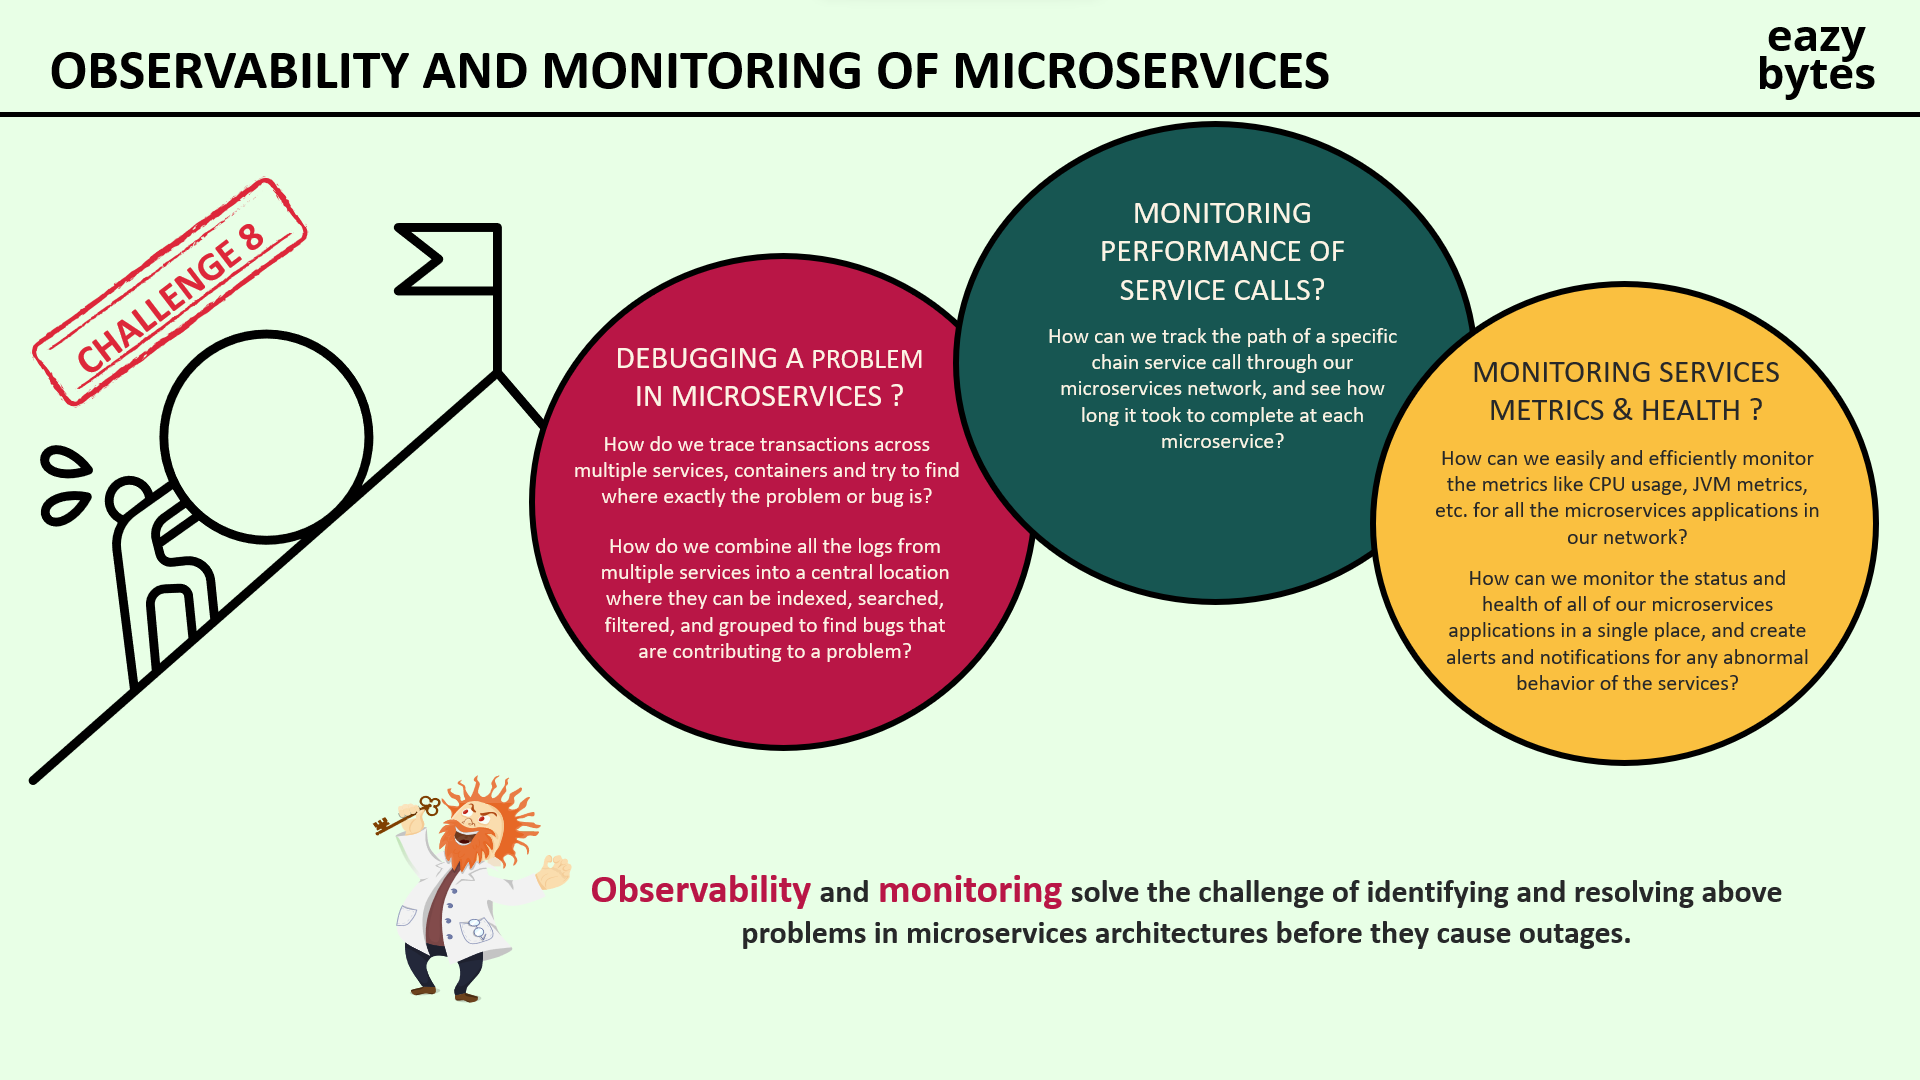 OBSERVABILITY AND MONITORING OF MICROSERVICES
eazy
bytes
CHALLENGE 8
DEBUGGING A PROBLEM
IN MICROSERVICES ?
How do we trace transactions across
multiple services, containers and try to find
where exactly the problem or bug is?
How do we combine all the logs from
multiple services into a central location
where they can be indexed, searched,
filtered, and grouped to find bugs that
are contributing to a problem?
MONITORING
PERFORMANCE OF
SERVICE CALLS?
How can we track the path of a specific
chain service call through our
microservices network, and see how
long it took to complete at each
microservice?
MONITORING SERVICES
METRICS & HEALTH ?
How can we easily and efficiently monitor
the metrics like CPU usage, JVM metrics,
etc. for all the microservices applications in
our network?
How can we monitor the status and
health of all of our microservices
applications in a single place, and create
alerts and notifications for any abnormal
behavior of the services?
Observability and monitoring solve the challenge of identifying and resolving above
problems in microservices architectures before they cause outages.